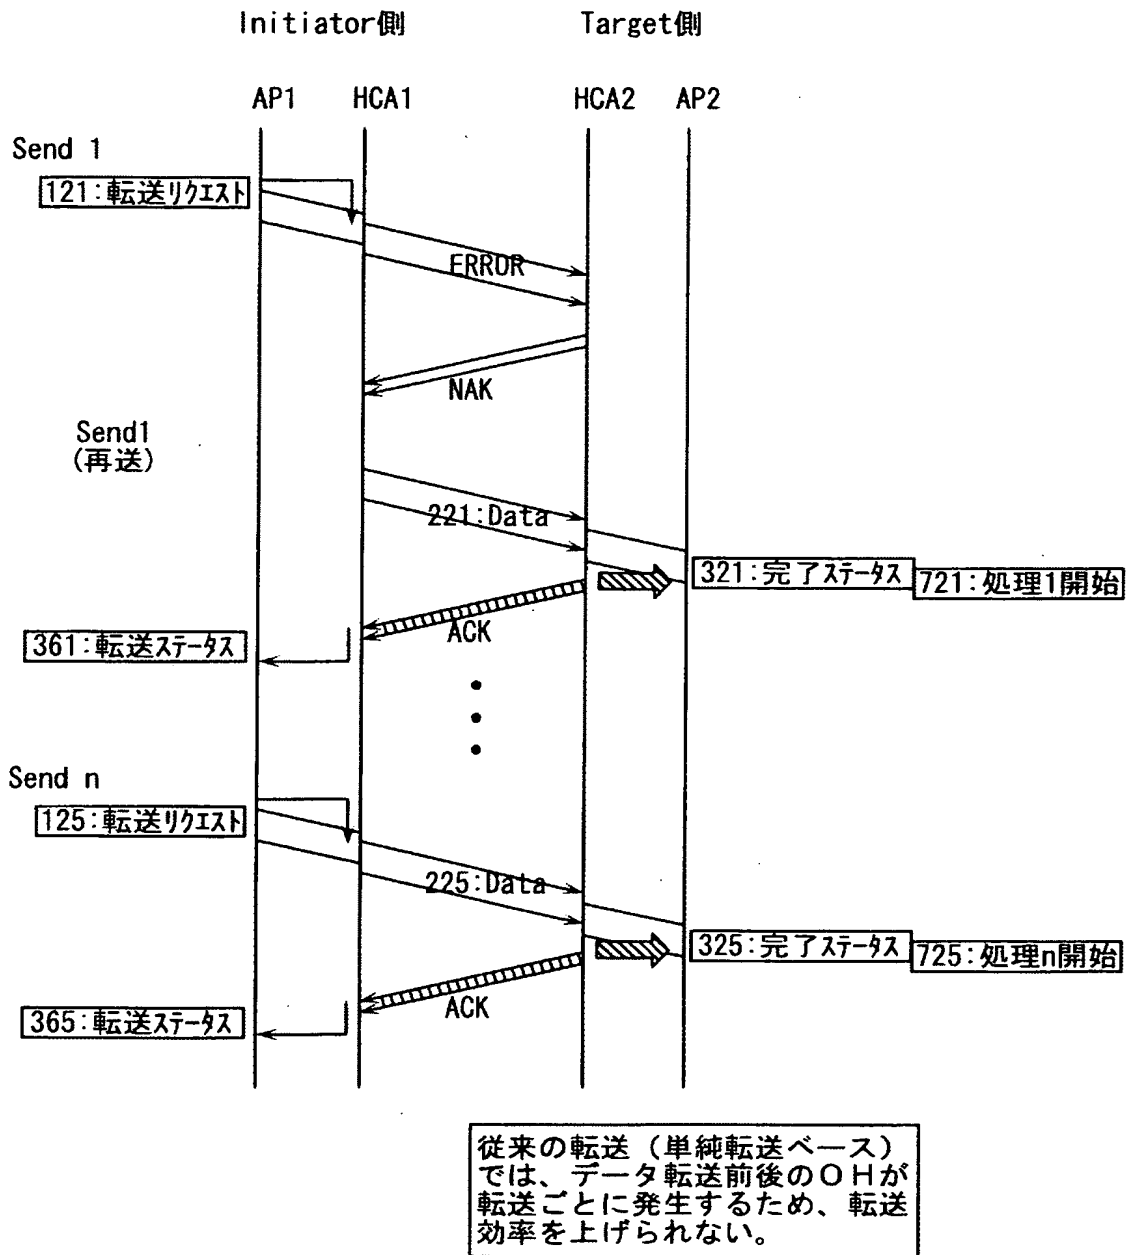 Initiator側 Target側
AP1 HCA1 HCA2 AP2
Send 1
121:転送リクエスト
ERROR
NAK
Send1
(再送)
221:Data
321:完了ステータス
721:処理1開始
ACK
361:転送ステータス
Send n
125:転送リクエスト
225:Data
325:完了ステータス
725:処理n開始
ACK
365:転送ステータス
従来の転送(単純転送ベース)
では、データ転送前後のOHが
転送ごとに発生するため、転送
効率を上げられない。